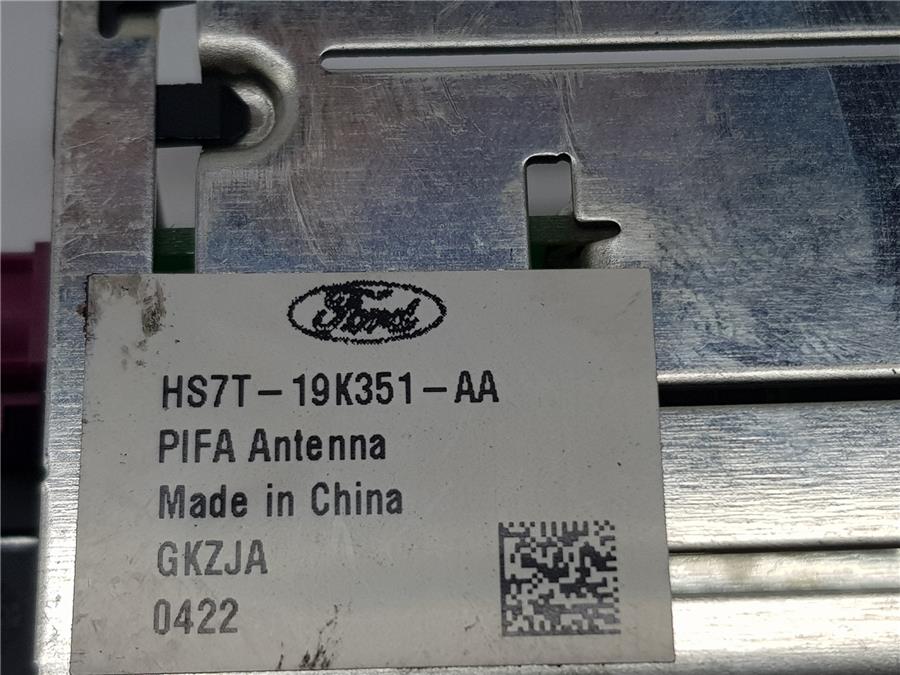 Ford
HS7T-19K351-AA
PIFA Antenna
Made in China
GKZJA
0422